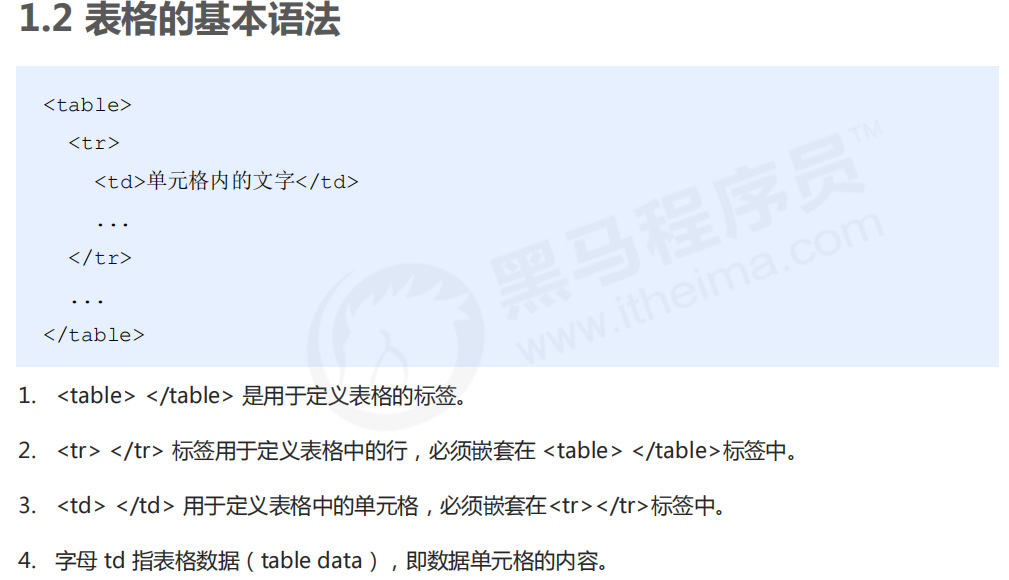 1.2 表格的基本语法
<table>
<tr>
<td>单元格内的文字</td>
...
</tr>
...
</table>
黑马程序员™
www.itheima.com
1. <table> </table> 是用于定义表格的标签。
2. <tr> </tr> 标签用于定义表格中的行，必须嵌套在 <table> </table>标签中。
3. <td> </td> 用于定义表格中的单元格，必须嵌套在<tr></tr>标签中。
4. 字母 td 指表格数据（table data），即数据单元格的内容。